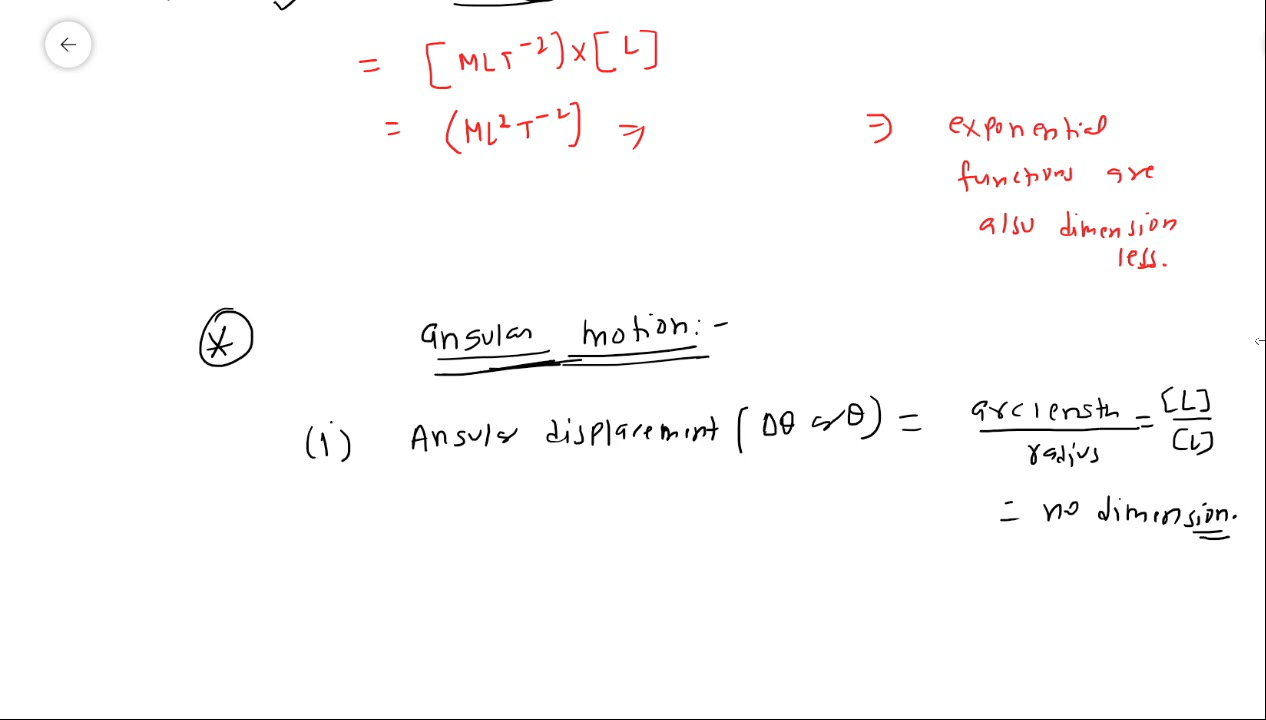 = [MLT⁻²) × [L]
= (ML²T⁻²] ⇒
⇒ exponential
functions are
also dimension
less.
* angular motion:-
(i) Angular displacement (Δθ or θ) = arc length / radius = [L] / [L]
= no dimension.